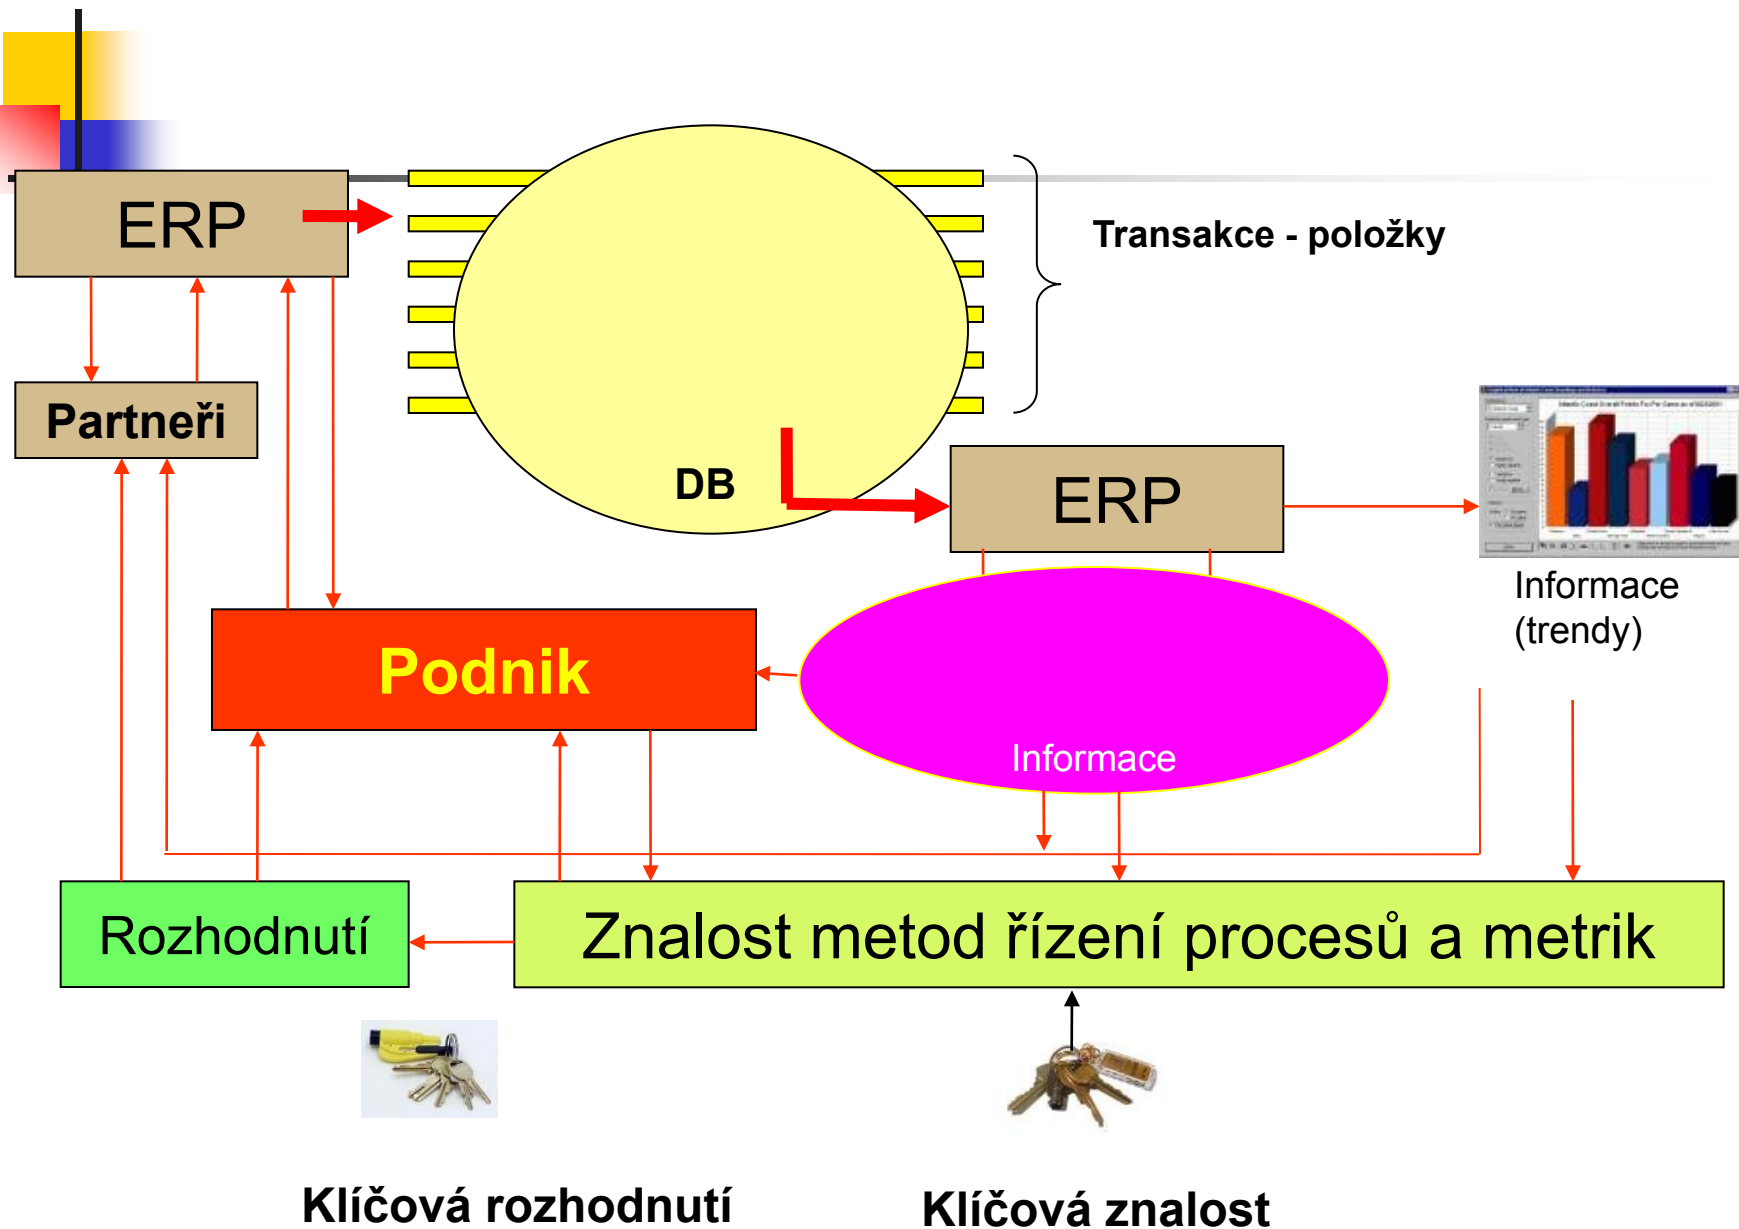 ERP
Transakce - položky
Partneři
DB
ERP
Informace
(trendy)
Podnik
Informace
Rozhodnutí
Znalost metod řízení procesů a metrik
Klíčová rozhodnutí
Klíčová znalost